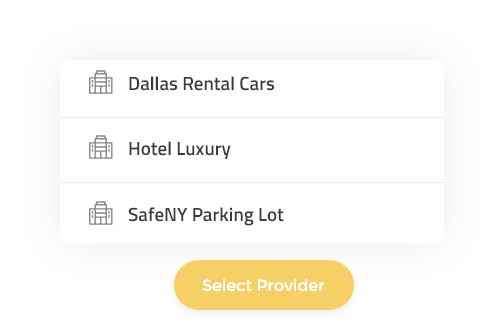 Dallas Rental Cars
Hotel Luxury
SafeNY Parking Lot
Select Provider